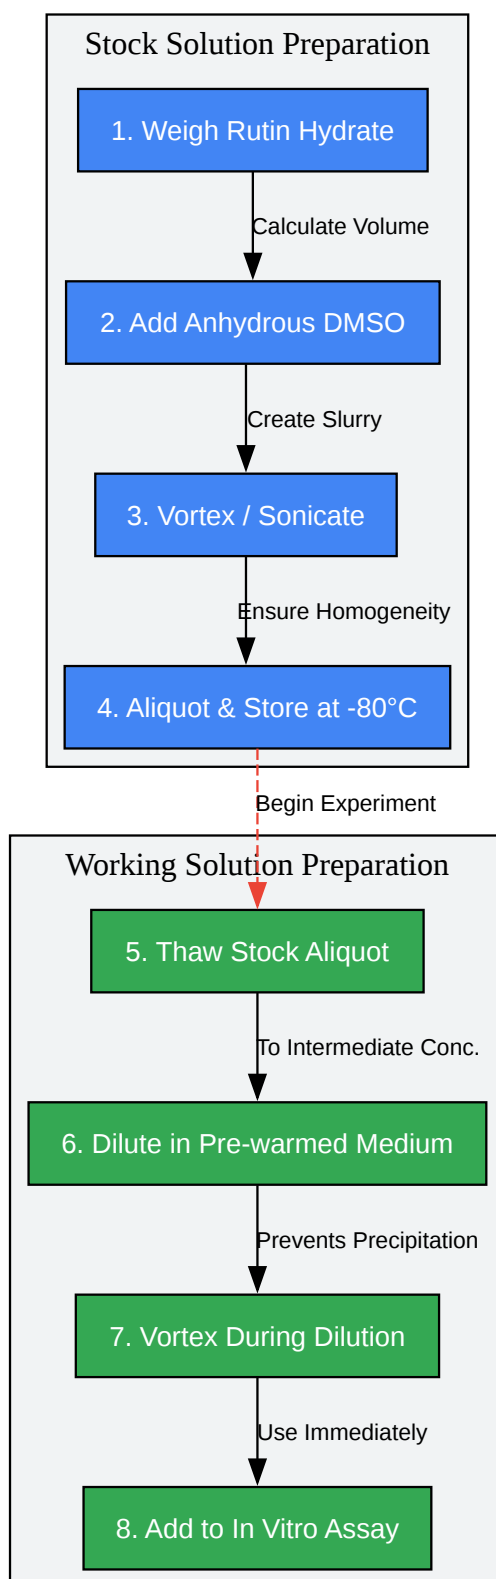 Stock Solution Preparation
1. Weigh Rutin Hydrate
Calculate Volume
2. Add Anhydrous DMSO
Create Slurry
3. Vortex / Sonicate
Ensure Homogeneity
4. Aliquot & Store at -80°C
Begin Experiment
Working Solution Preparation
5. Thaw Stock Aliquot
To Intermediate Conc.
6. Dilute in Pre-warmed Medium
Prevents Precipitation
7. Vortex During Dilution
Use Immediately
8. Add to In Vitro Assay